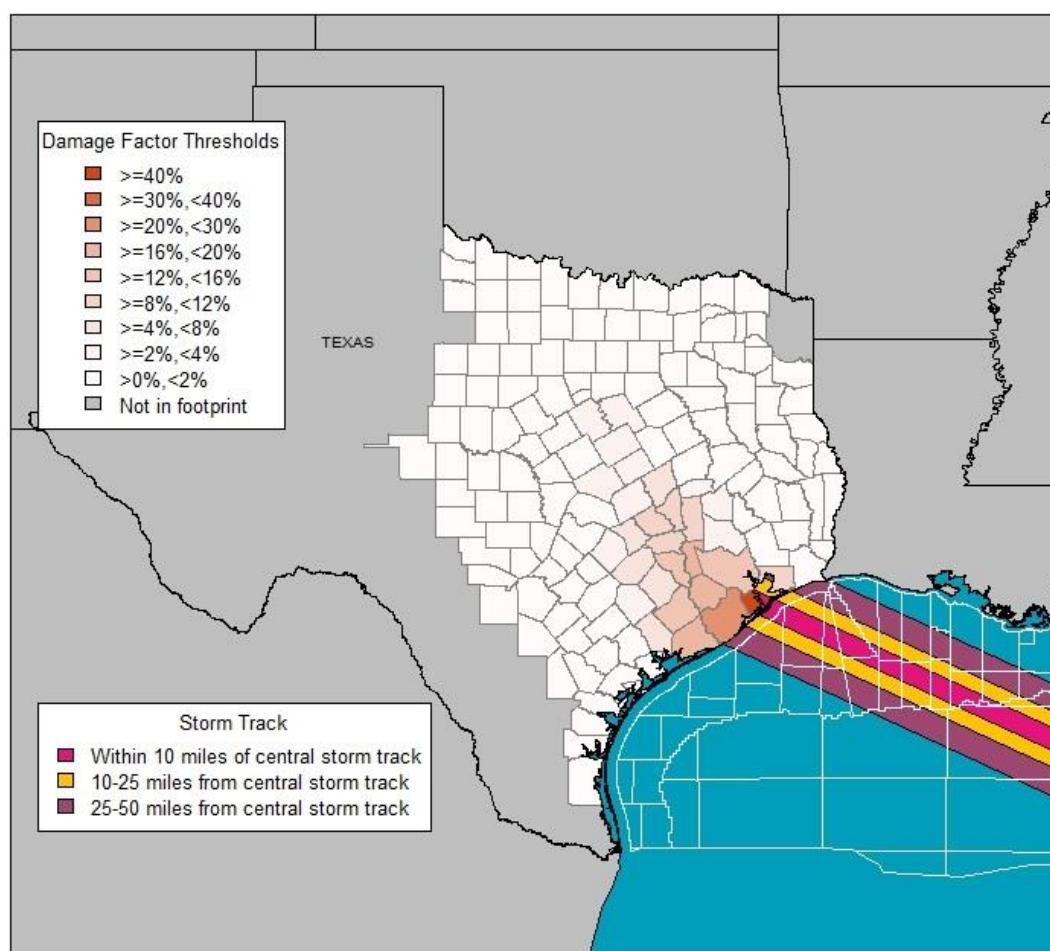 Damage Factor Thresholds
>=40%
>=30%,<40%
>=20%,<30%
>=16%,<20%
>=12%,<16%
>=8%,<12%
>=4%,<8%
>=2%,<4%
>0%,<2%
Not in footprint
TEXAS
Storm Track
Within 10 miles of central storm track
10-25 miles from central storm track
25-50 miles from central storm track